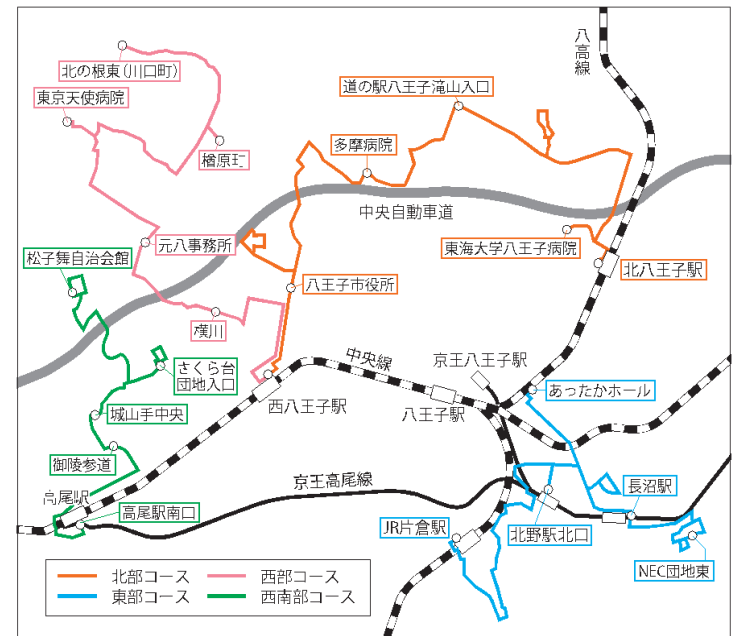 八高線
北の根東(川口町)
道の駅八王子滝山入口
東京天使病院
多摩病院
楢原町
中央自動車道
元八事務所
東海大学八王子病院
松子舞自治会館
北八王子駅
八王子市役所
横川
中央線
京王八王子駅
さくら台
団地入口
あったかホール
西八王子駅
八王子駅
城山手中央
御陵参道
京王高尾線
高尾駅
長沼駅
高尾駅南口
JR片倉駅
北野駅北口
NEC団地東
北部コース
西部コース
東部コース
西南部コース